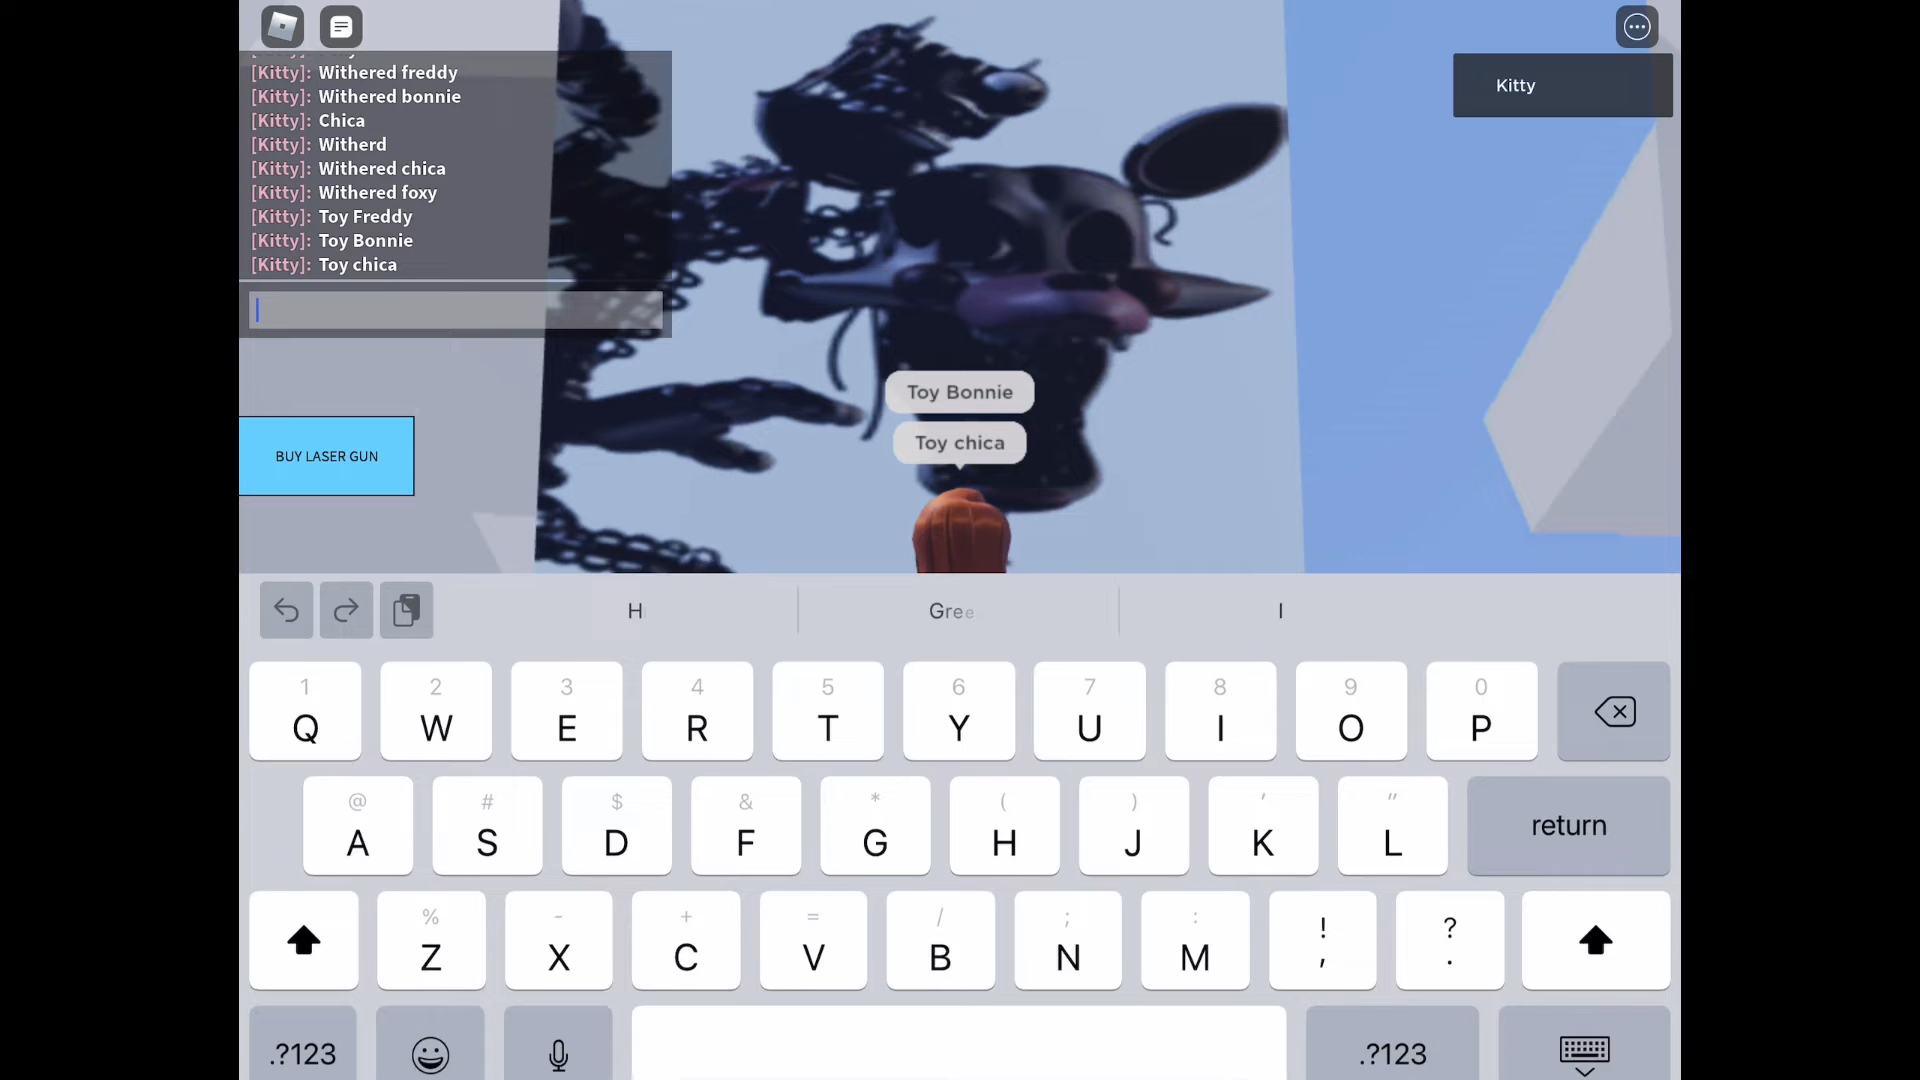 [Kitty]: Withered freddy
[Kitty]: Withered bonnie
[Kitty]: Chica
[Kitty]: Witherd
[Kitty]: Withered chica
[Kitty]: Withered foxy
[Kitty]: Toy Freddy
[Kitty]: Toy Bonnie
[Kitty]: Toy chica
Kitty
Toy Bonnie
Toy chica
BUY LASER GUN
H Gree I
1 2 3 4 5 6 7 8 9 0
Q W E R T Y U I O P
@ # $ & * ( ) ' "
A S D F G H J K L return
% - + = / ; : ! ?
Z X C V B N M , .
.?123 .?123